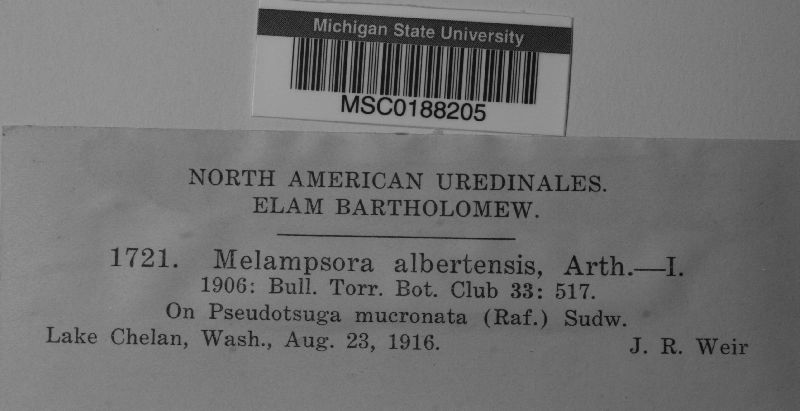 Michigan State University
MSC0188205
NORTH AMERICAN UREDINALES.
ELAM BARTHOLOMEW.
1721. Melampsora albertensis, Arth.—I.
1906: Bull. Torr. Bot. Club 33: 517.
On Pseudotsuga mucronata (Raf.) Sudw.
Lake Chelan, Wash., Aug. 23, 1916. J. R. Weir